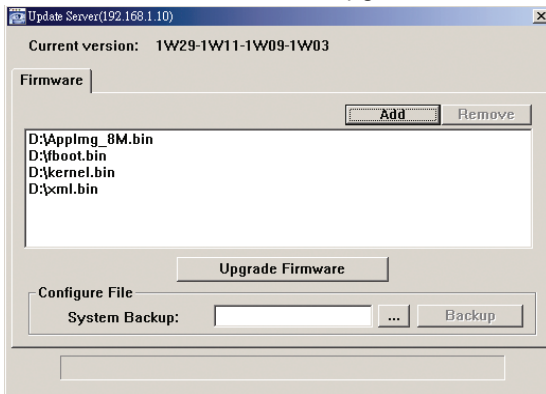 Update Server(192.168.1.10)
Current version: 1W29-1W11-1W09-1W03
Firmware
Add Remove
D:\AppImg_8M.bin
D:\fboot.bin
D:\kernel.bin
D:\xml.bin
Upgrade Firmware
Configure File
System Backup: ... Backup